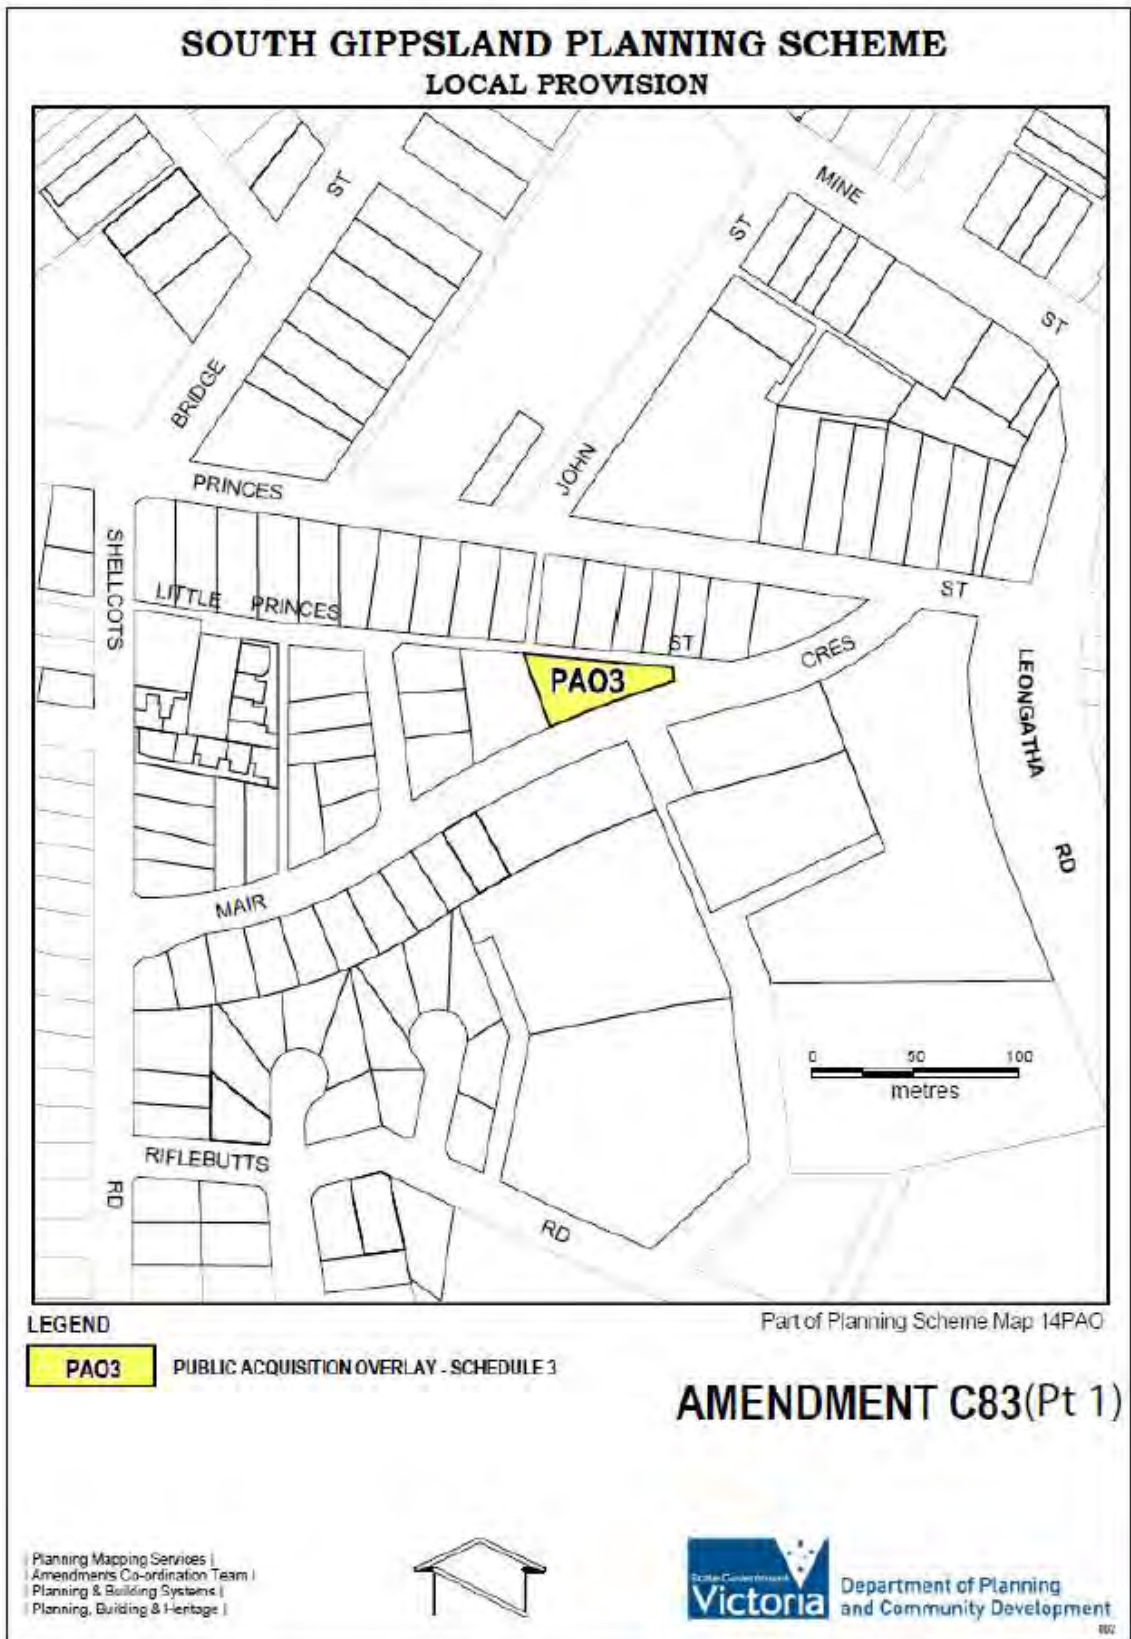 SOUTH GIPPSLAND PLANNING SCHEME
LOCAL PROVISION
MINE
ST
ST
ST
BRIDGE
JOHN
PRINCES
SHELLCOTS
LITTLE PRINCES
ST
ST
CRES
PAO3
LEONGATHA
RD
MAIR
0 50 100
metres
RIFLEBUTTS
RD
RD
LEGEND
Part of Planning Scheme Map 14PAO
PAO3 PUBLIC ACQUISITION OVERLAY - SCHEDULE 3
AMENDMENT C83(Pt 1)
| Planning Mapping Services |
| Amendments Co-ordination Team |
| Planning & Building Systems |
| Planning, Building & Heritage |
State Government
Victoria
Department of Planning
and Community Development
002